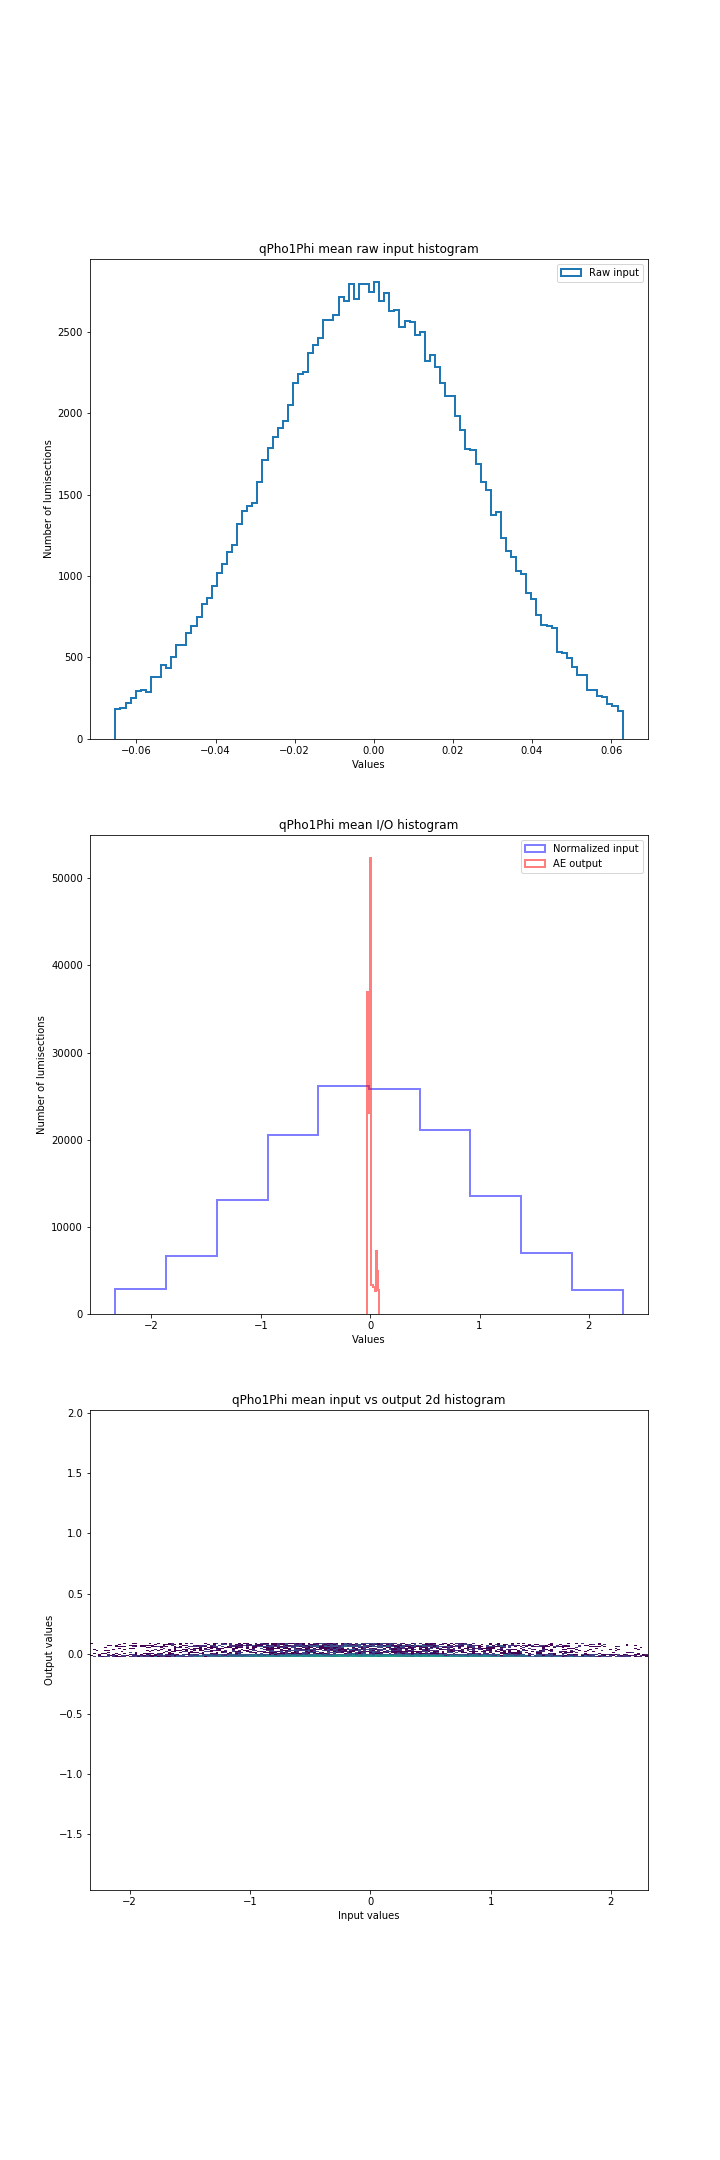 qPho1Phi mean raw input histogram
Raw input
Number of lumisections
2500
2000
1500
1000
500
0
−0.06 −0.04 −0.02 0.00 0.02 0.04 0.06
Values
qPho1Phi mean I/O histogram
Normalized input
AE output
Number of lumisections
50000
40000
30000
20000
10000
0
−2 −1 0 1 2
Values
qPho1Phi mean input vs output 2d histogram
Output values
2.0
1.5
1.0
0.5
0.0
−0.5
−1.0
−1.5
−2 −1 0 1 2
Input values